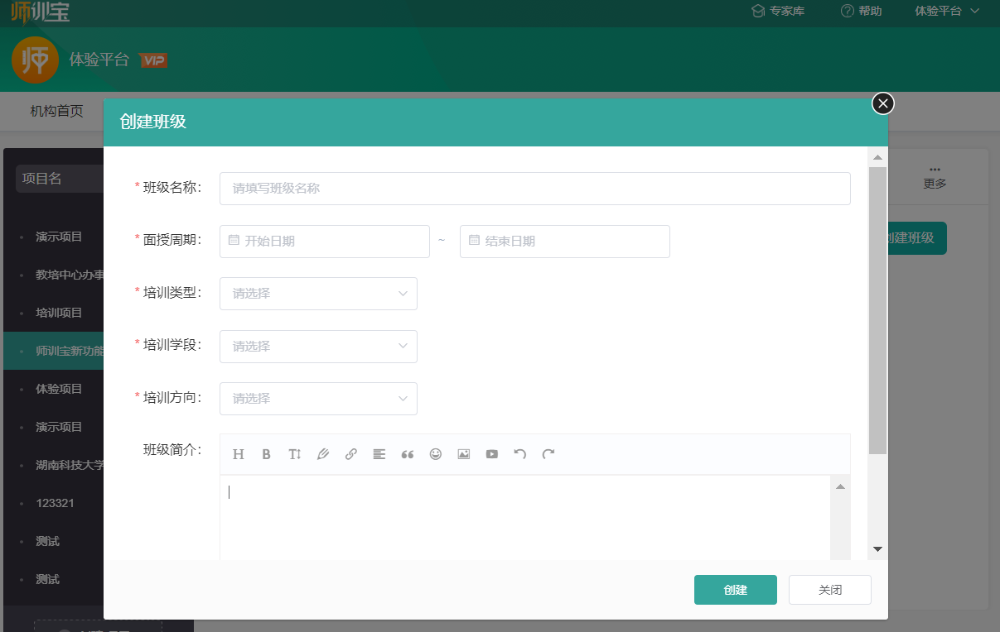 师训宝
专家库
? 帮助
体验平台
师
体验平台
VIP
机构首页
创建班级
项目名
演示项目
教培中心办事
培训项目
师训宝新功能
体验项目
演示项目
湖南科技大学
123321
测试
测试
* 班级名称:
请填写班级名称
* 面授周期:
开始日期
~
结束日期
* 培训类型:
请选择
* 培训学段:
请选择
* 培训方向:
请选择
班级简介:
H B T
创建
关闭
更多
创建班级